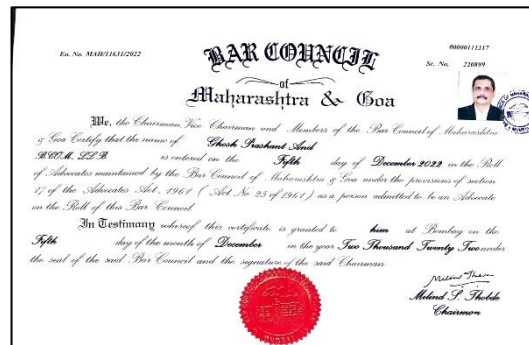 En. No. MAH/11631/2022
00000111317
BAR COUNCIL
Sr. No. 220899
of
Maharashtra & Goa
We, the Chairman, Vice Chairman and Members of the Bar Council of Maharashtra
& Goa Certify that the name of Ghosh Prashant Anil
B.COM., LL.B. is entered on the Fifth day of December 2022 in the Roll
of Advocates maintained by the Bar Council of Maharashtra & Goa under the provisions of section
17 of the Advocates Act, 1961 ( Act No. 25 of 1961 ) as a person admitted to be an Advocate
on the Roll of this Bar Council.
In Testimony whereof this certificate is granted to him at Bombay on the
Fifth day of the month of December in the year Two Thousand Twenty Two under
the seal of the said Bar Council and the signature of the said Chairman.
Milind S. Thobde
Chairman